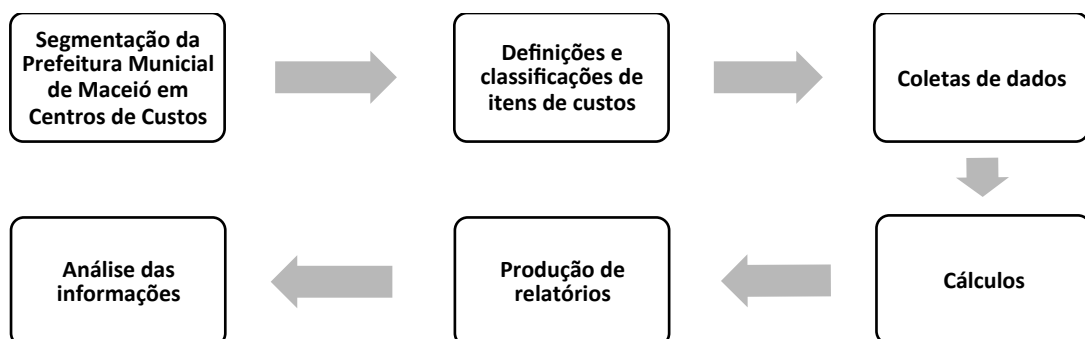 Segmentação da
Prefeitura Municial
de Maceió em
Centros de Custos
Definições e
classificações de
itens de custos
Coletas de dados
Cálculos
Produção de
relatórios
Análise das
informações